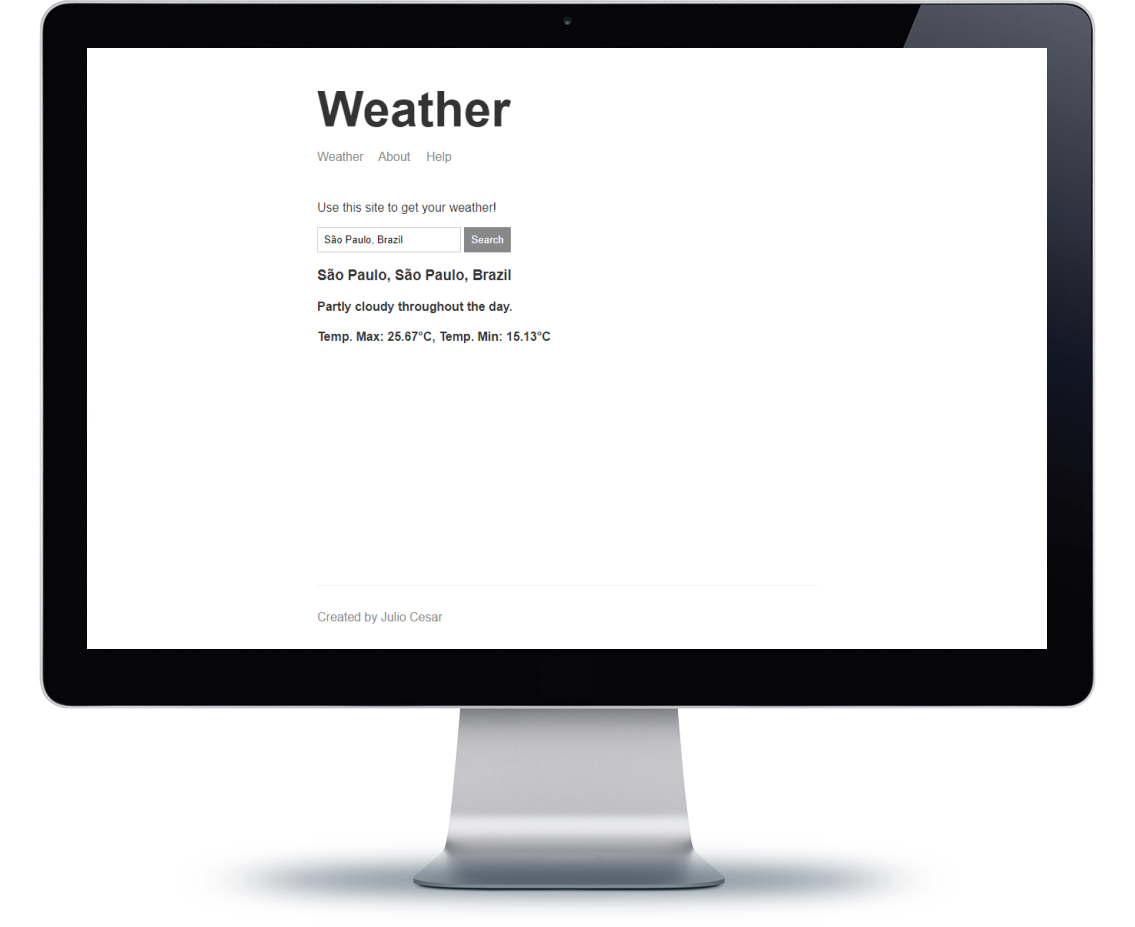 Weather
Weather About Help
Use this site to get your weather!
São Paulo, Brazil Search
São Paulo, São Paulo, Brazil
Partly cloudy throughout the day.
Temp. Max: 25.67°C, Temp. Min: 15.13°C
Created by Julio Cesar